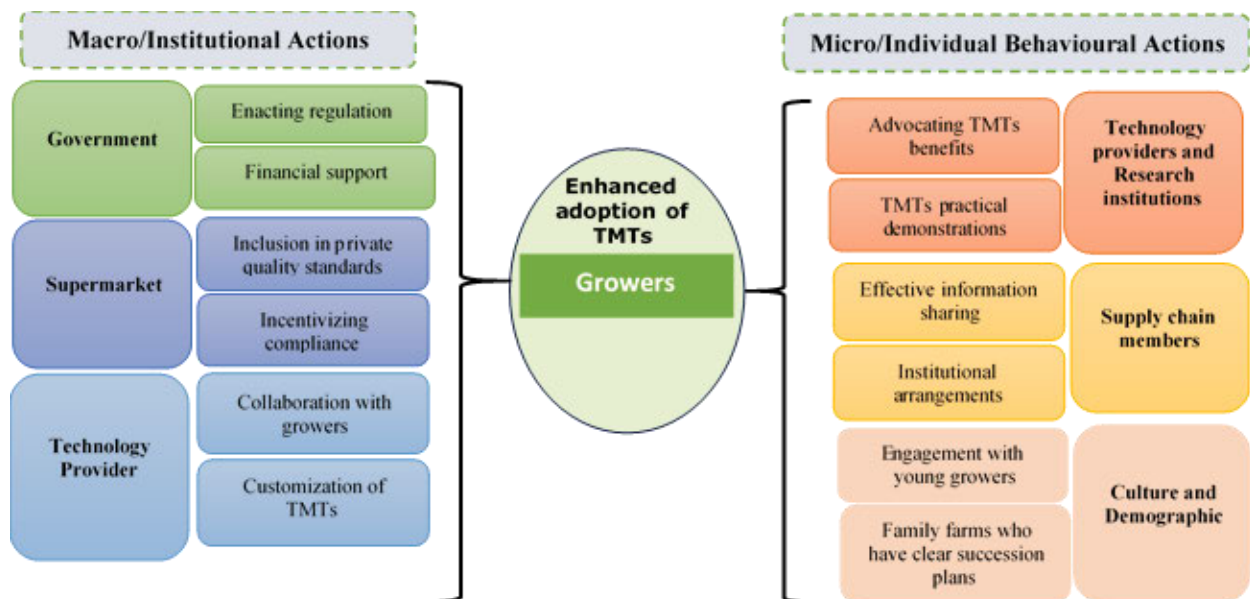 Macro/Institutional Actions
Government
Enacting regulation
Financial support
Supermarket
Inclusion in private
quality standards
Incentivizing
compliance
Technology
Provider
Collaboration with
growers
Customization of
TMTs
Enhanced
adoption of
TMTs
Growers
Micro/Individual Behavioural Actions
Advocating TMTs
benefits
TMTs practical
demonstrations
Technology
providers and
Research
institutions
Effective information
sharing
Institutional
arrangements
Supply chain
members
Engagement with
young growers
Family farms who
have clear succession
plans
Culture and
Demographic